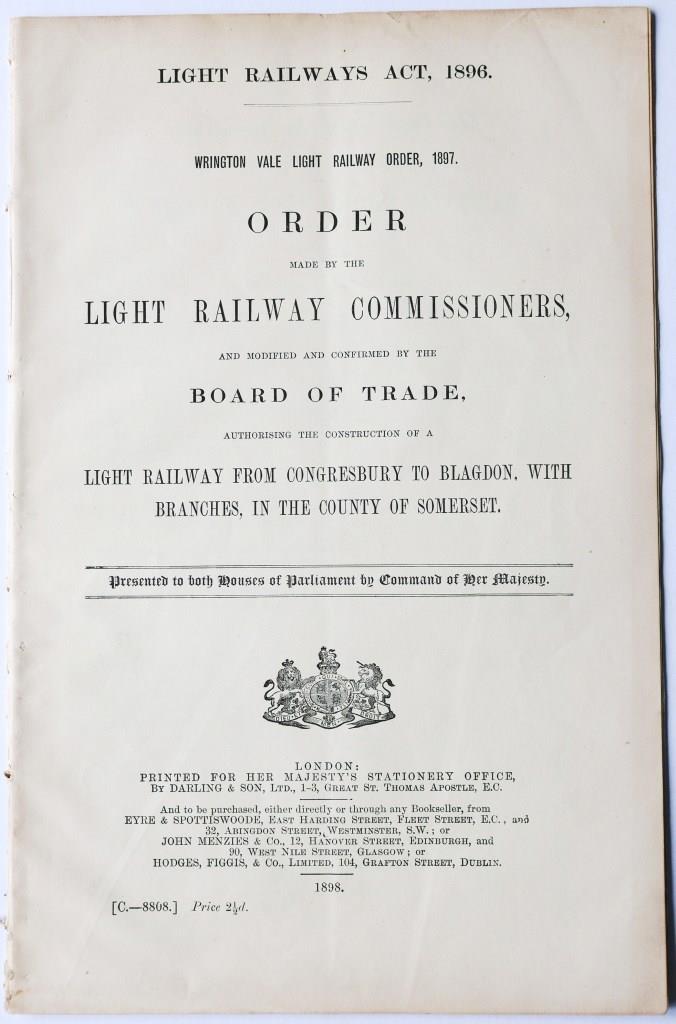 LIGHT RAILWAYS ACT, 1896.
WRINGTON VALE LIGHT RAILWAY ORDER, 1897.
ORDER
MADE BY THE
LIGHT RAILWAY COMMISSIONERS,
AND MODIFIED AND CONFIRMED BY THE
BOARD OF TRADE,
AUTHORISING THE CONSTRUCTION OF A
LIGHT RAILWAY FROM CONGRESBURY TO BLAGDON, WITH
BRANCHES, IN THE COUNTY OF SOMERSET.
Presented to both Houses of Parliament by Command of Her Majesty.
LONDON:
PRINTED FOR HER MAJESTY'S STATIONERY OFFICE,
BY DARLING & SON, LTD., 1-3, GREAT ST. THOMAS APOSTLE, E.C.
And to be purchased, either directly or through any Bookseller, from
EYRE & SPOTTISWOODE, EAST HARDING STREET, FLEET STREET, E.C., and
32, ABINGDON STREET, WESTMINSTER, S.W.; or
JOHN MENZIES & Co., 12, HANOVER STREET, EDINBURGH, and
90, WEST NILE STREET, GLASGOW; or
HODGES, FIGGIS, & Co., LIMITED, 104, GRAFTON STREET, DUBLIN.
1898.
[C.—8808.] Price 2½d.